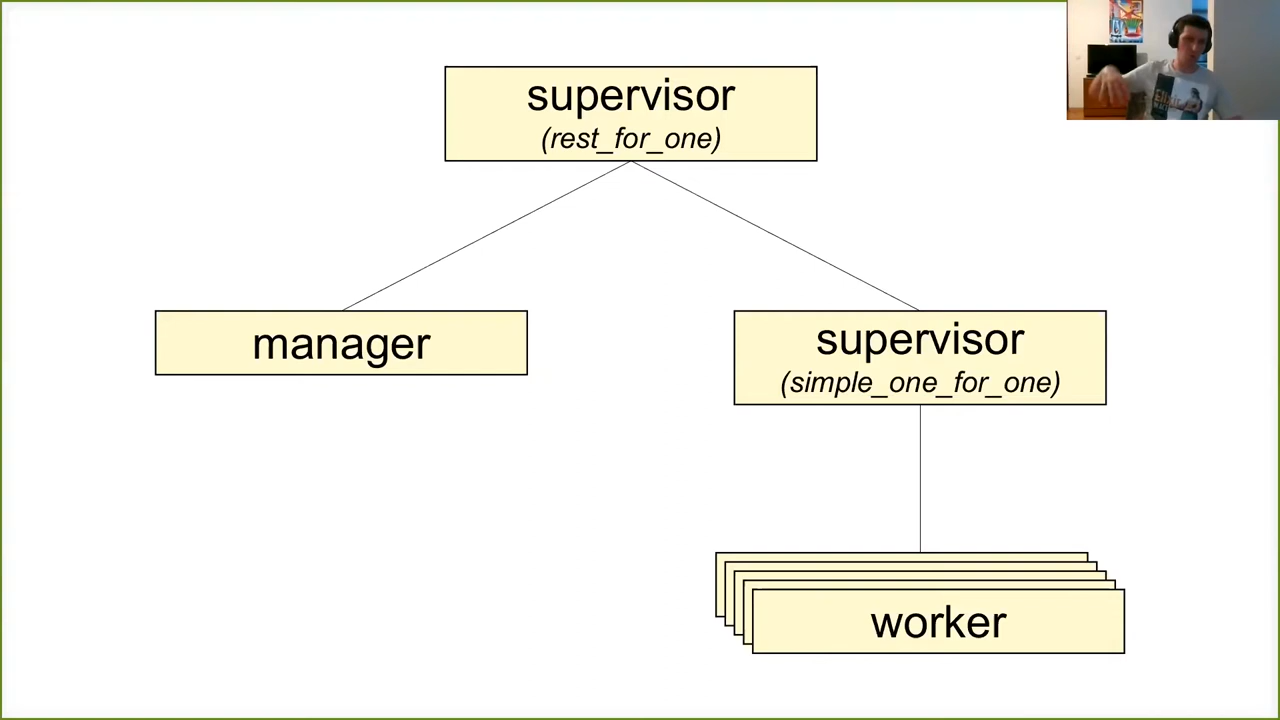 supervisor
(rest_for_one)
manager
supervisor
(simple_one_for_one)
worker